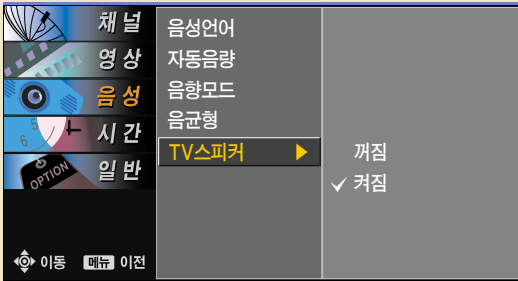 채널
영상
음성
시간
일반
OPTION
5
6
음성언어
자동음량
음향모드
음균형
TV스피커
꺼짐
켜짐
이동
메뉴 이전